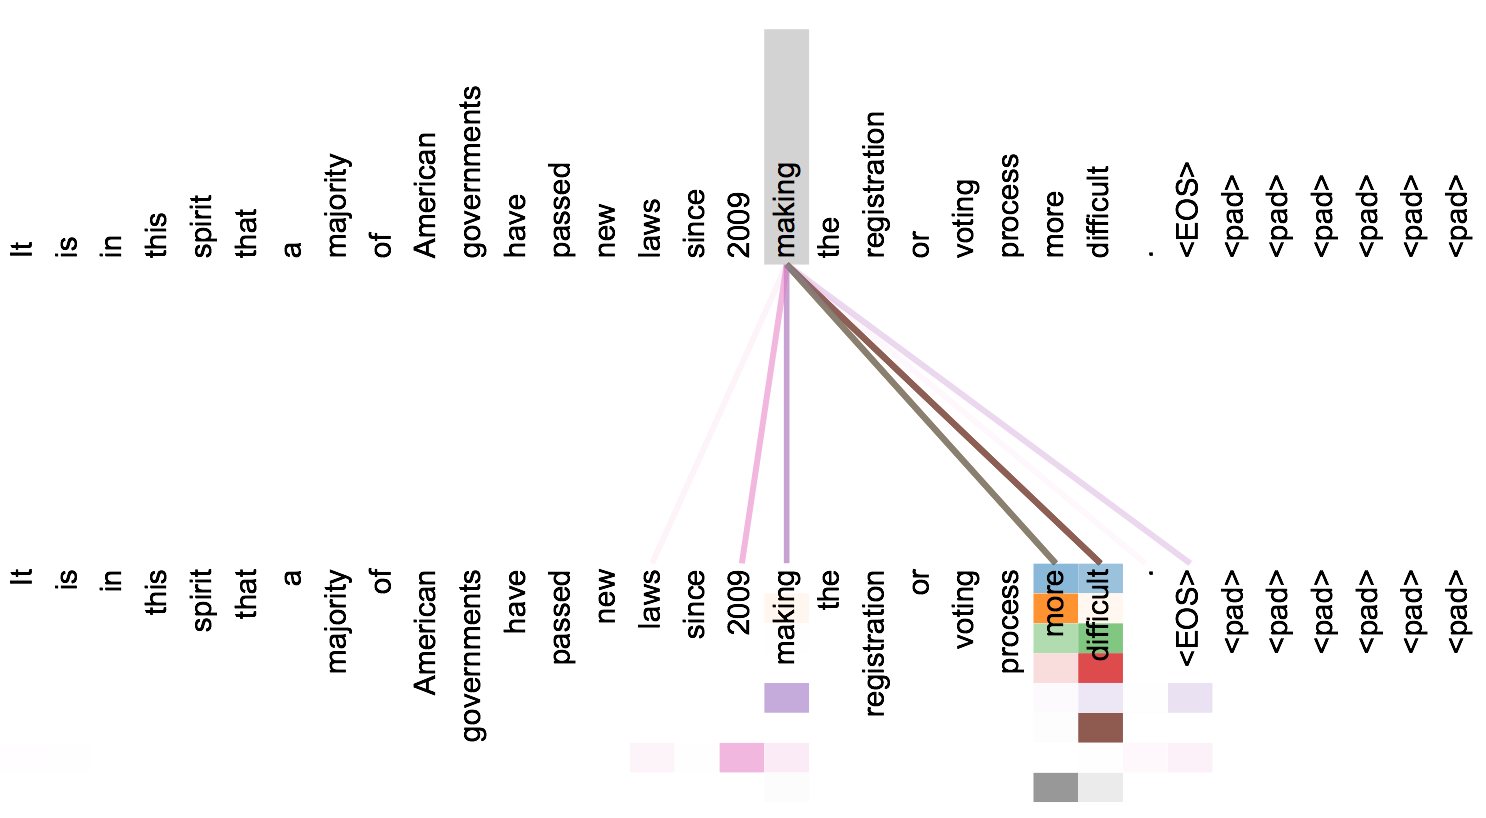 It is in this spirit that a majority of American governments have passed new laws since 2009 making the registration or voting process more difficult . <EOS> <pad> <pad> <pad> <pad> <pad> <pad>
It is in this spirit that a majority of American governments have passed new laws since 2009 making the registration or voting process more difficult . <EOS> <pad> <pad> <pad> <pad> <pad> <pad>